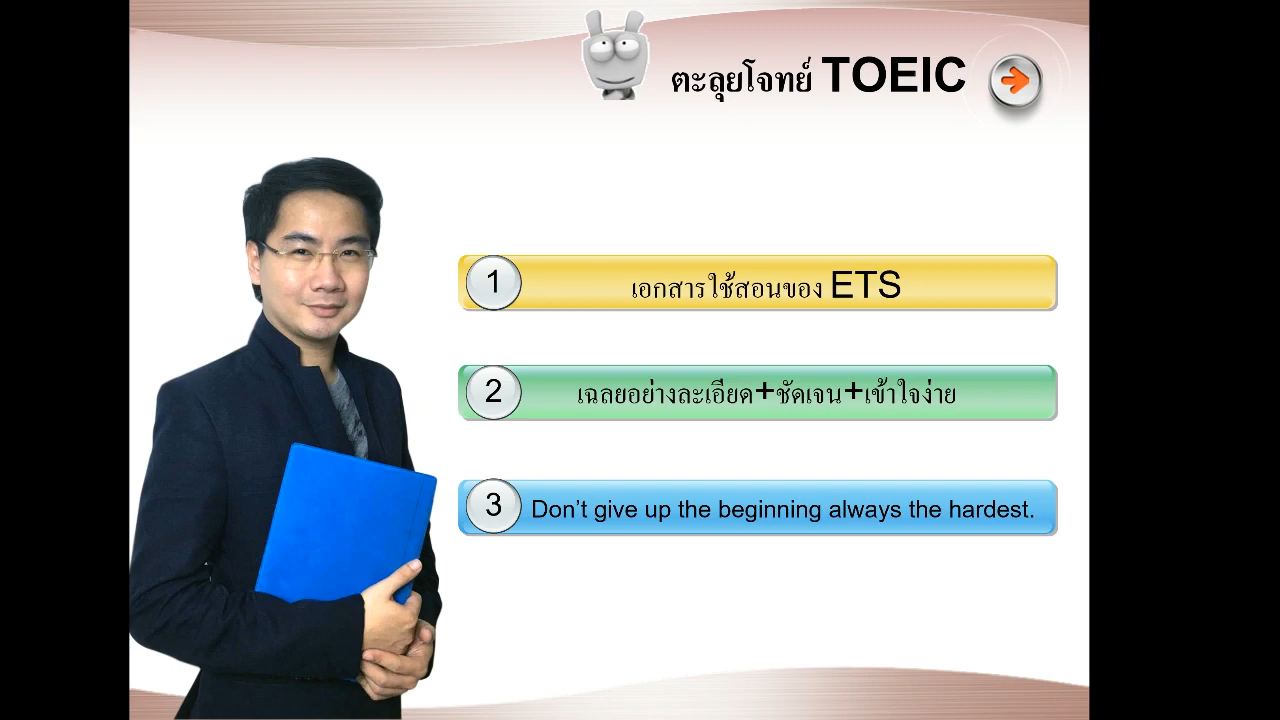 ตะลุยโจทย์ TOEIC
1 เอกสารใช้สอนของ ETS
2 เฉลยอย่างละเอียด+ชัดเจน+เข้าใจง่าย
3 Don’t give up the beginning always the hardest.